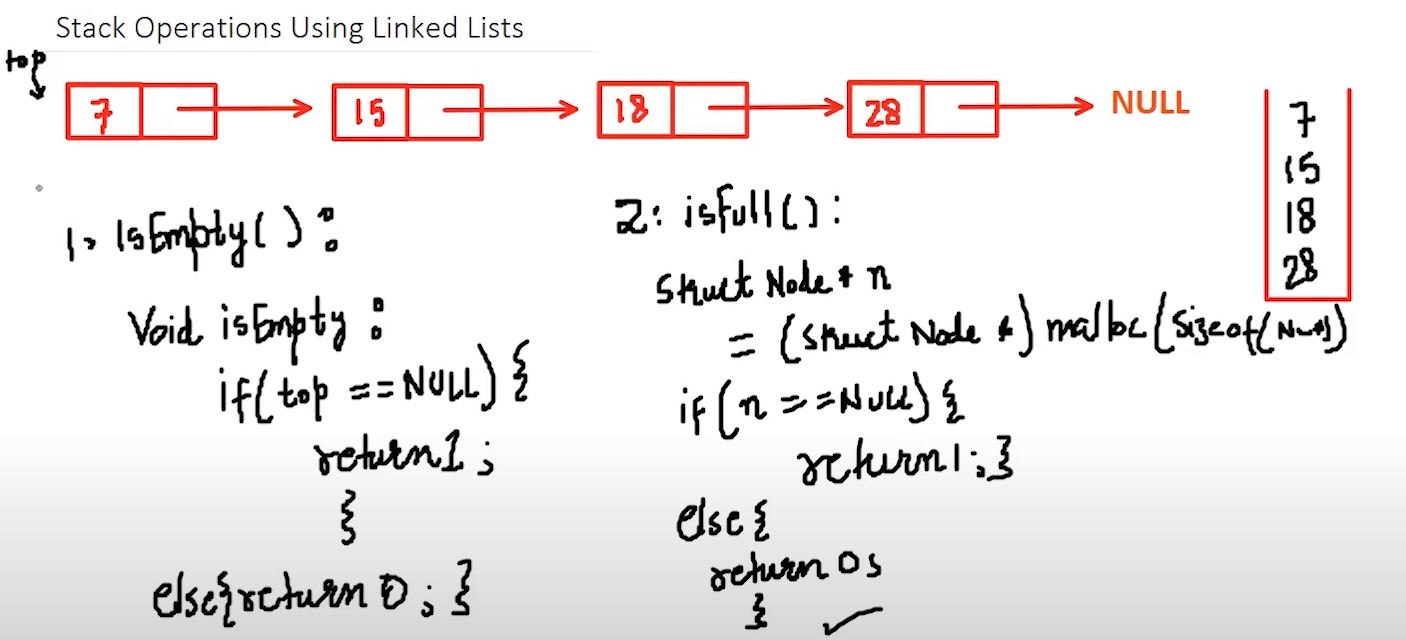 Stack Operations Using Linked Lists
top
7 15 18 28 NULL
7
15
18
28
1. IsEmpty() :
Void isEmpty :
if(top ==NULL) {
return 1 ;
}
else{return 0 ; }
2: isfull() :
Struct Node * n
= (Struct Node *) malloc(Sizeof(
if(n ==NULL) {
return 1 ; }
else {
return 0s
}